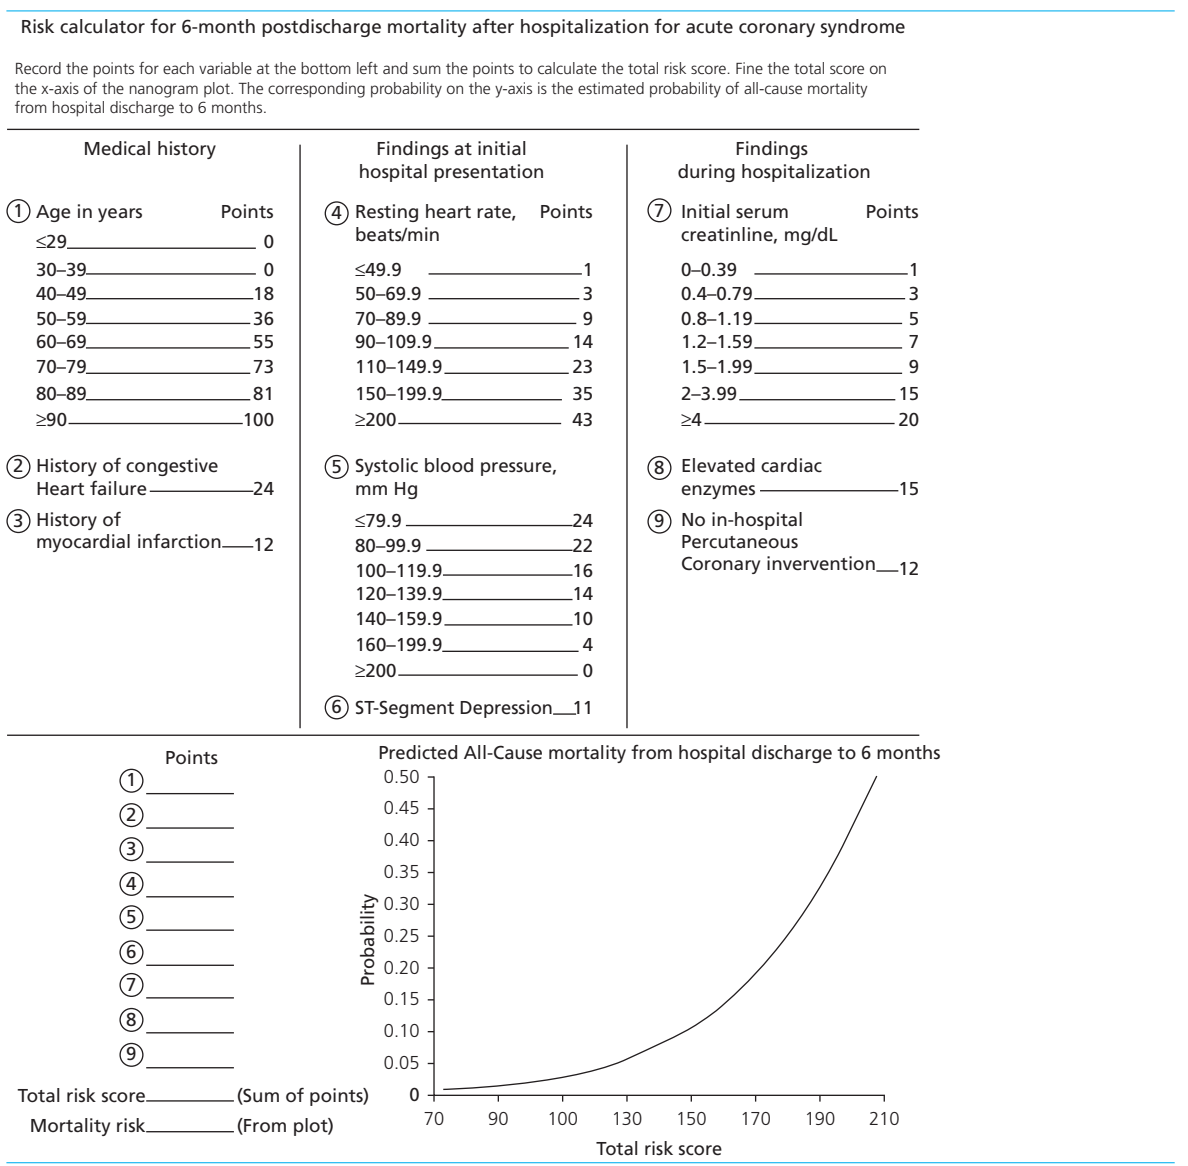 Risk calculator for 6-month postdischarge mortality after hospitalization for acute coronary syndrome
Record the points for each variable at the bottom left and sum the points to calculate the total risk score. Fine the total score on
the x-axis of the nanogram plot. The corresponding probability on the y-axis is the estimated probability of all-cause mortality
from hospital discharge to 6 months.
Medical history
① Age in years Points
≤29 0
30–39 0
40–49 18
50–59 36
60–69 55
70–79 73
80–89 81
≥90 100
② History of congestive
Heart failure 24
③ History of
myocardial infarction 12
Findings at initial
hospital presentation
④ Resting heart rate, Points
beats/min
≤49.9 1
50–69.9 3
70–89.9 9
90–109.9 14
110–149.9 23
150–199.9 35
≥200 43
⑤ Systolic blood pressure,
mm Hg
≤79.9 24
80–99.9 22
100–119.9 16
120–139.9 14
140–159.9 10
160–199.9 4
≥200 0
⑥ ST-Segment Depression 11
Findings
during hospitalization
⑦ Initial serum Points
creatinline, mg/dL
0–0.39 1
0.4–0.79 3
0.8–1.19 5
1.2–1.59 7
1.5–1.99 9
2–3.99 15
≥4 20
⑧ Elevated cardiac
enzymes 15
⑨ No in-hospital
Percutaneous
Coronary invervention 12
Points
①
②
③
④
⑤
⑥
⑦
⑧
⑨
Total risk score (Sum of points)
Mortality risk (From plot)
Predicted All-Cause mortality from hospital discharge to 6 months
Probability
0.50
0.45
0.40
0.35
0.30
0.25
0.20
0.15
0.10
0.05
0
70 90 100 130 110 150 170 190 210
Total risk score